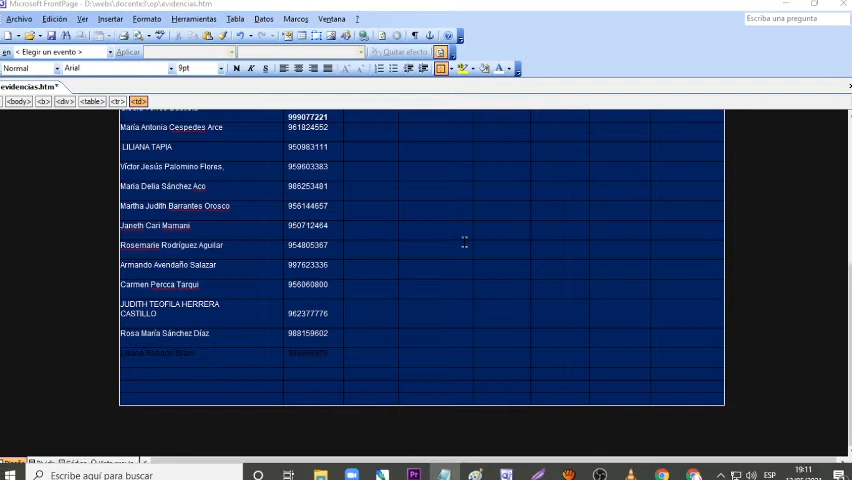 Microsoft FrontPage - D:\webs\docente3\op\evidencias.htm
Archivo Edición Ver Insertar Formato Herramientas Tabla Datos Marcos Ventana ?
Escriba una pregunta
en < Elegir un evento > Aplicar Quitar efecto
Normal Arial 9pt N K S
evidencias.htm*
<body> <b> <div> <table> <tr> <td>
999077221
María Antonia Cespedes Arce 961824552
LILIANA TAPIA 950983111
Víctor Jesús Palomino Flores, 959603383
Maria Delia Sánchez Aco 986253481
Martha Judith Barrantes Orosco 956144657
Janeth Cari Mamani 950712464
Rosemarie Rodríguez Aguilar 954805367
Armando Avendaño Salazar 997623336
Carmen Percca Tarqui 956060800
JUDITH TEOFILA HERRERA
CASTILLO 962377776
Rosa María Sánchez Díaz 988159602
Escribe aquí para buscar
ESP
19:11